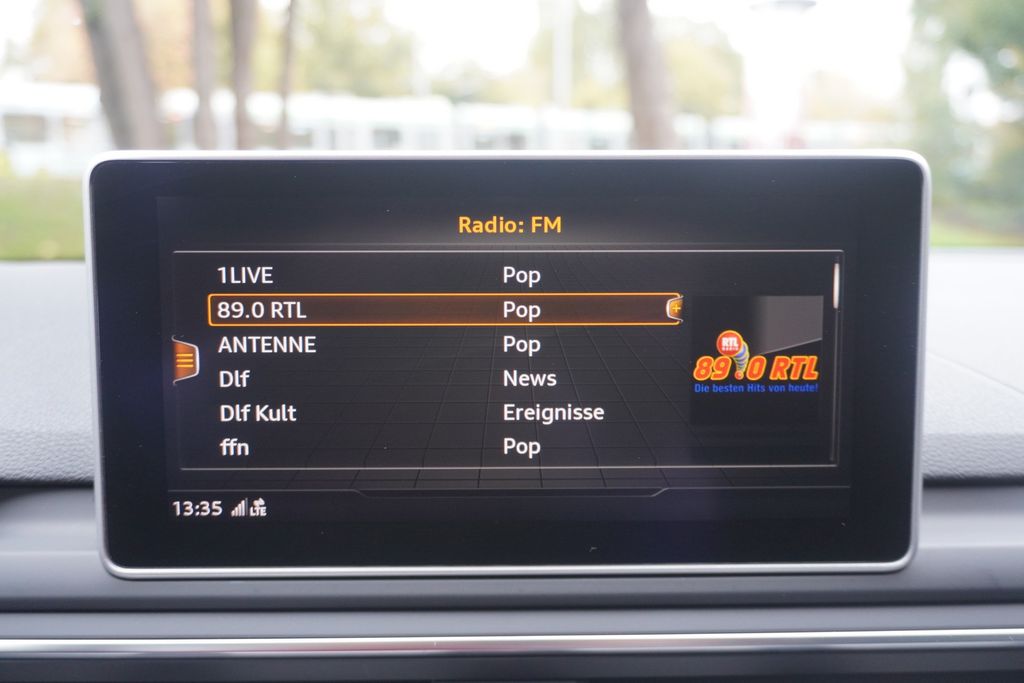 Radio: FM
1LIVE Pop
89.0 RTL Pop
ANTENNE Pop
Dlf News
Dlf Kult Ereignisse
ffn Pop
RTL
RADIO
89.0 RTL
Die besten Hits von heute!
13:35 LTE